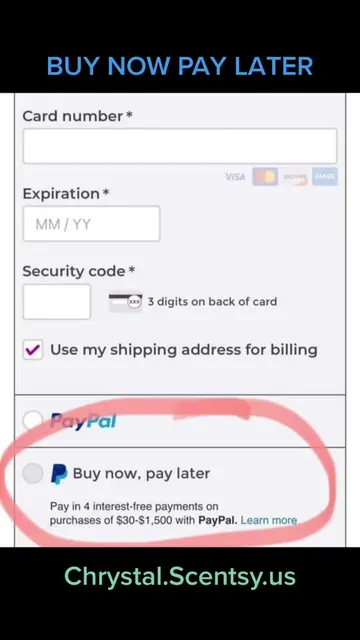 BUY NOW PAY LATER
Card number*
VISA
Expiration*
MM / YY
Security code*
XXX 3 digits on back of card
Use my shipping address for billing
PayPal
Buy now, pay later
Pay in 4 interest-free payments on
purchases of $30-$1,500 with PayPal. Learn more
Chrystal.Scentsy.us